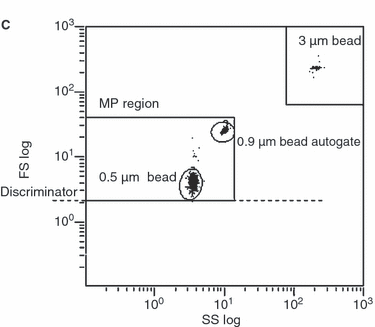 C
10³
3 µm bead
10²
MP region
0.9 µm bead autogate
FS log
10¹
0.5 µm bead
Discriminator
10⁰
10⁰ 10¹ 10² 10³
SS log